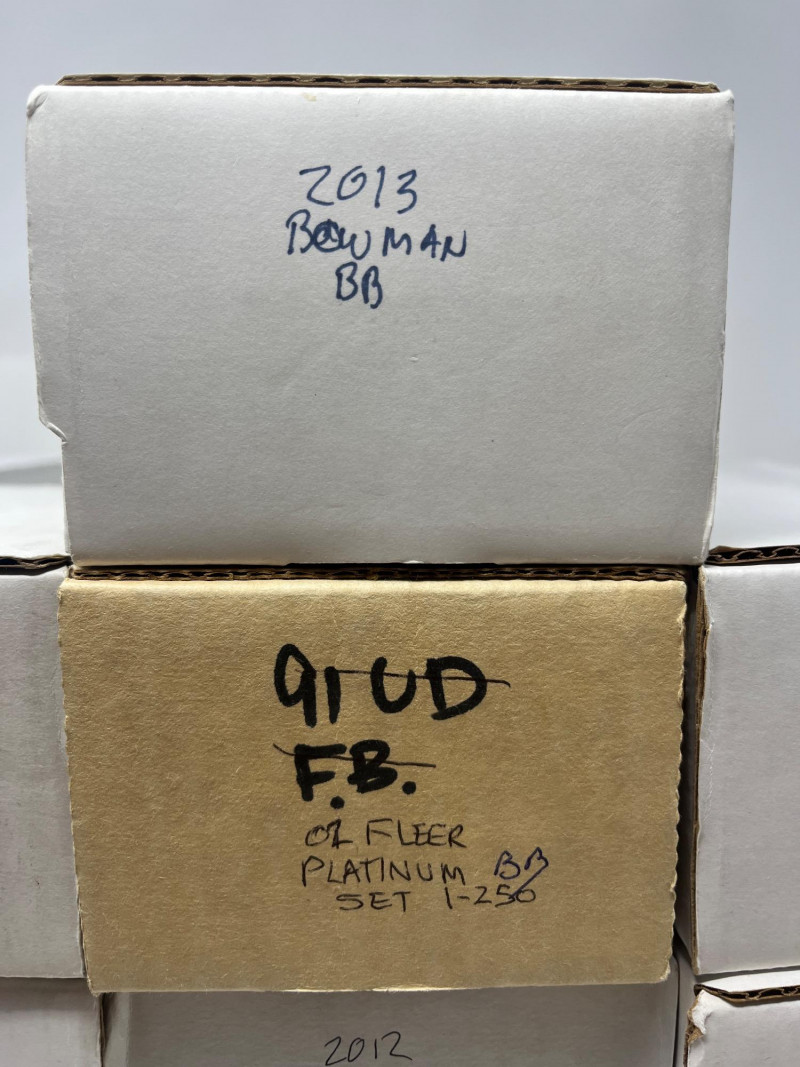 2013
BOWMAN
BB
91 UD
F.B.
02 FLEER
PLATINUM BB
SET 1-250
2012